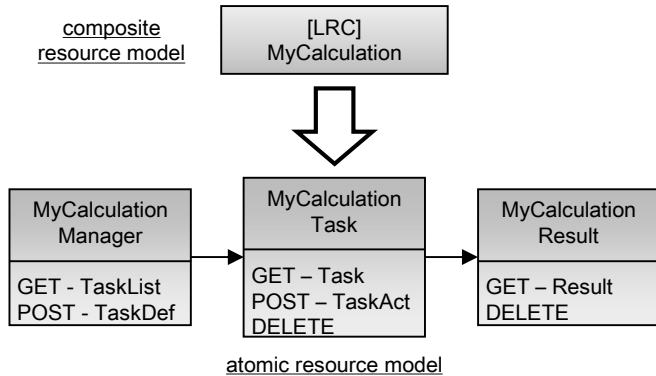 composite
resource model
[LRC]
MyCalculation
MyCalculation
Manager
GET - TaskList
POST - TaskDef
MyCalculation
Task
GET – Task
POST – TaskAct
DELETE
MyCalculation
Result
GET – Result
DELETE
atomic resource model